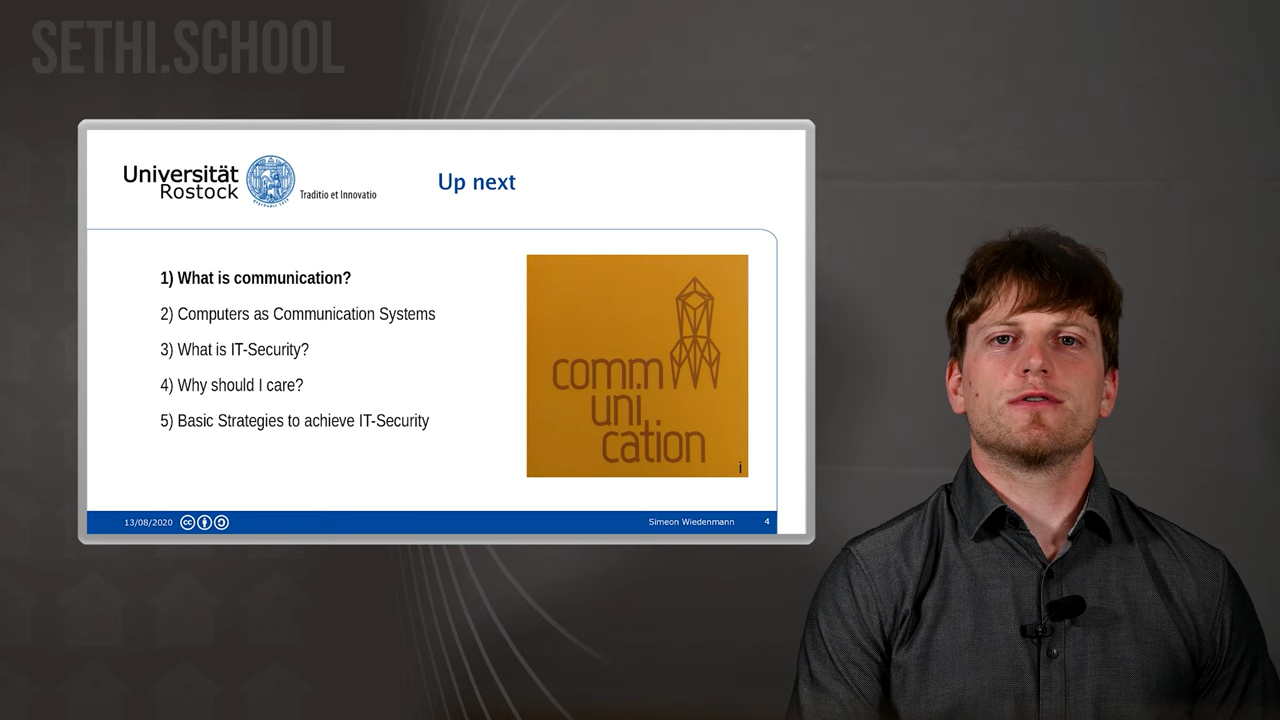 SETHI.SCHOOL
Universität
Rostock
Traditio et Innovatio
Up next
1) What is communication?
2) Computers as Communication Systems
3) What is IT-Security?
4) Why should I care?
5) Basic Strategies to achieve IT-Security
comm
uni
cation
i
13/08/2020
cc
Simeon Wiedenmann
4